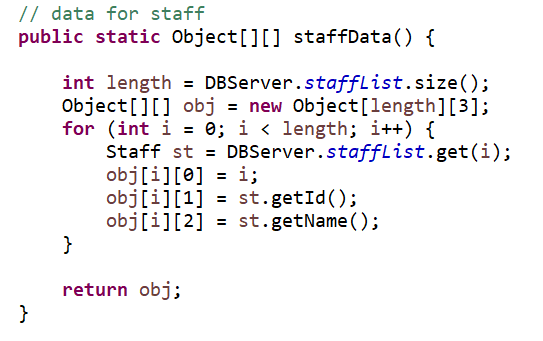 // data for staff
public static Object[][] staffData() {
int length = DBServer.staffList.size();
Object[][] obj = new Object[length][3];
for (int i = 0; i < length; i++) {
Staff st = DBServer.staffList.get(i);
obj[i][0] = i;
obj[i][1] = st.getId();
obj[i][2] = st.getName();
}
return obj;
}